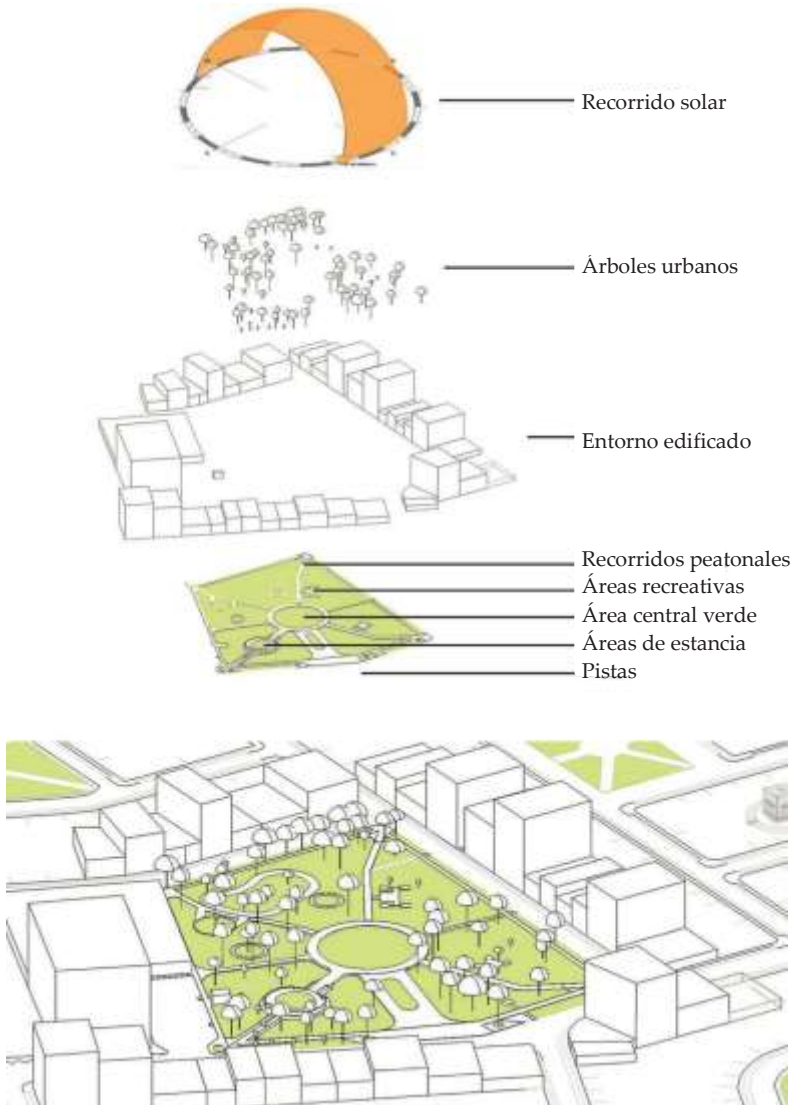 Recorrido solar
Árboles urbanos
Entorno edificado
Recorridos peatonales
Áreas recreativas
Área central verde
Áreas de estancia
Pistas